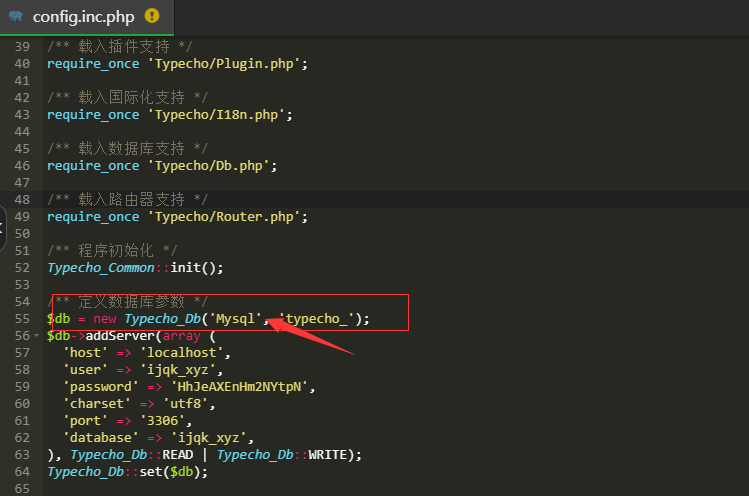 config.inc.php
39 /** 载入插件支持 */
40 require_once 'Typecho/Plugin.php';
41
42 /** 载入国际化支持 */
43 require_once 'Typecho/I18n.php';
44
45 /** 载入数据库支持 */
46 require_once 'Typecho/Db.php';
47
48 /** 载入路由器支持 */
49 require_once 'Typecho/Router.php';
50
51 /** 程序初始化 */
52 Typecho_Common::init();
53
54 /** 定义数据库参数 */
55 $db = new Typecho_Db('Mysql', 'typecho_');
56 $db->addServer(array (
57 'host' => 'localhost',
58 'user' => 'ijqk_xyz',
59 'password' => 'HhJeAXEnHm2NYtpN',
60 'charset' => 'utf8',
61 'port' => '3306',
62 'database' => 'ijqk_xyz',
63 ), Typecho_Db::READ | Typecho_Db::WRITE);
64 Typecho_Db::set($db);
65